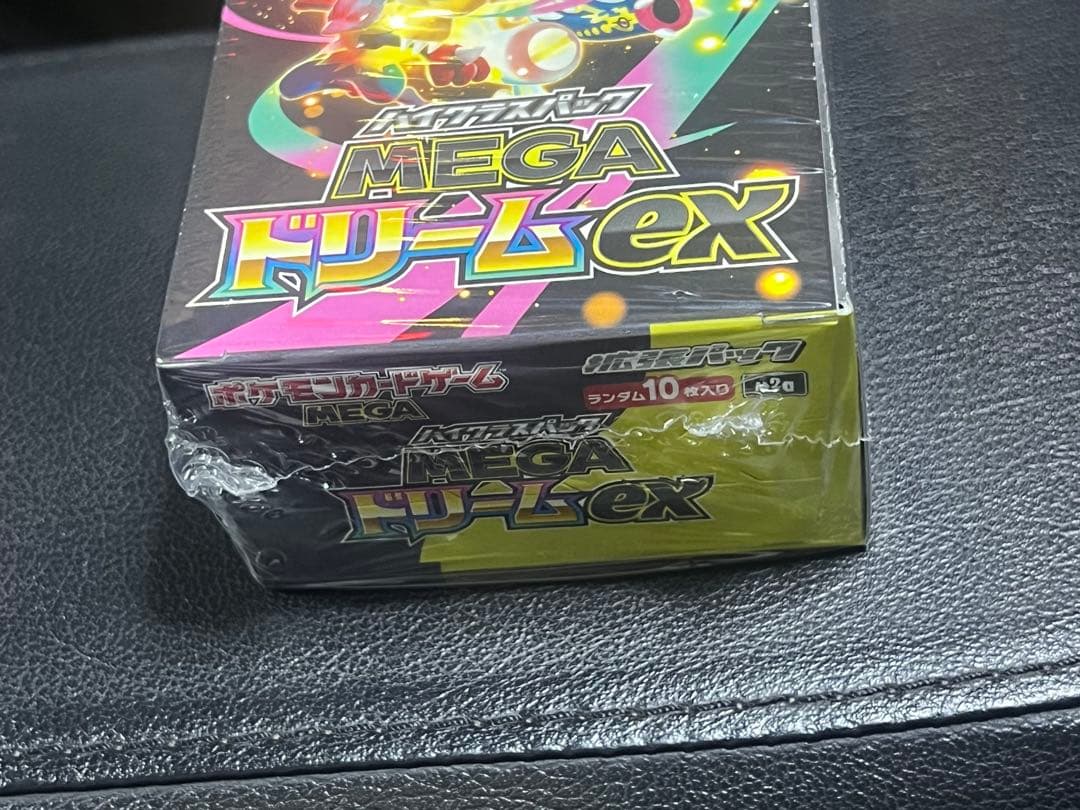 ハイクラスパック
MEGA
ドリームex
ポケモンカードゲーム
MEGA
拡張パック
ランダム10枚入り
m2a
ハイクラスパック
MEGA
ドリームex